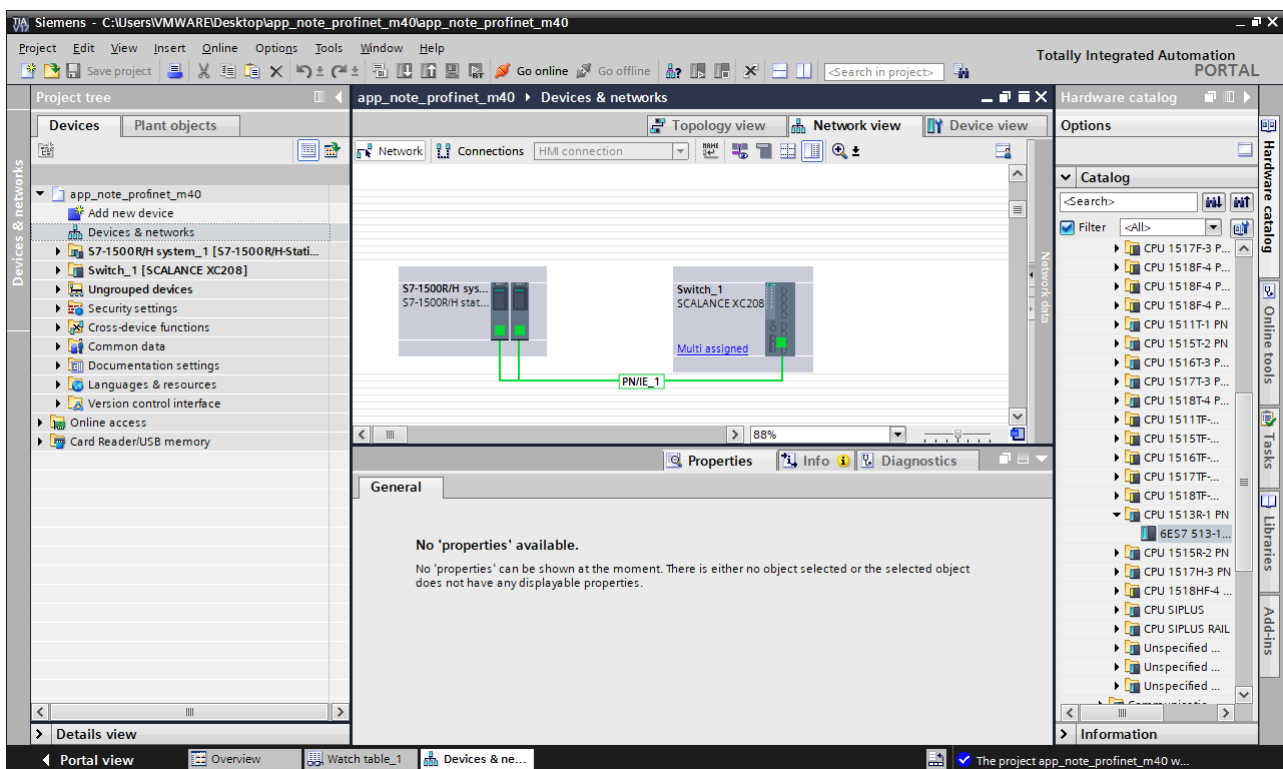 Siemens - C:\Users\VMWARE\Desktop\app_note_profinet_m40\app_note_profinet_m40
Project Edit View Insert Online Options Tools Window Help
Totally Integrated Automation
PORTAL
Save project Go online Go offline <Search in project>
Project tree
app_note_profinet_m40 Devices & networks
Hardware catalog
Devices Plant objects
Topology view Network view Device view
Options
Network Connections HMI connection
Catalog
<Search>
Filter <All>
app_note_profinet_m40
Add new device
Devices & networks
S7-1500R/H system_1 [S7-1500R/H-Stati...
Switch_1 [SCALANCE XC208]
Ungrouped devices
Security settings
Cross-device functions
Common data
Documentation settings
Languages & resources
Version control interface
Online access
Card Reader/USB memory
Details view
S7-1500R/H sys...
S7-1500R/H stat...
Switch_1
SCALANCE XC208
Multi assigned
PN/IE_1
88%
Network data
Properties Info Diagnostics
General
No 'properties' available.
No 'properties' can be shown at the moment. There is either no object selected or the selected object
does not have any displayable properties.
CPU 1517F-3 P...
CPU 1518F-4 P...
CPU 1518F-4 P...
CPU 1518F-4 P...
CPU 1511T-1 PN
CPU 1515T-2 PN
CPU 1516T-3 P...
CPU 1517T-3 P...
CPU 1518T-4 P...
CPU 1511TF-...
CPU 1515TF-...
CPU 1516TF-...
CPU 1517TF-...
CPU 1518TF-...
CPU 1513R-1 PN
6ES7 513-1...
CPU 1515R-2 PN
CPU 1517H-3 PN
CPU 1518HF-4 ...
CPU SIPLUS
CPU SIPLUS RAIL
Unspecified ...
Unspecified ...
Unspecified ...
Information
Devices & networks
Hardware catalog
Online tools
Tasks
Libraries
Add-ins
Portal view Overview Watch table_1 Devices & ne...
The project app_note_profinet_m40 w...